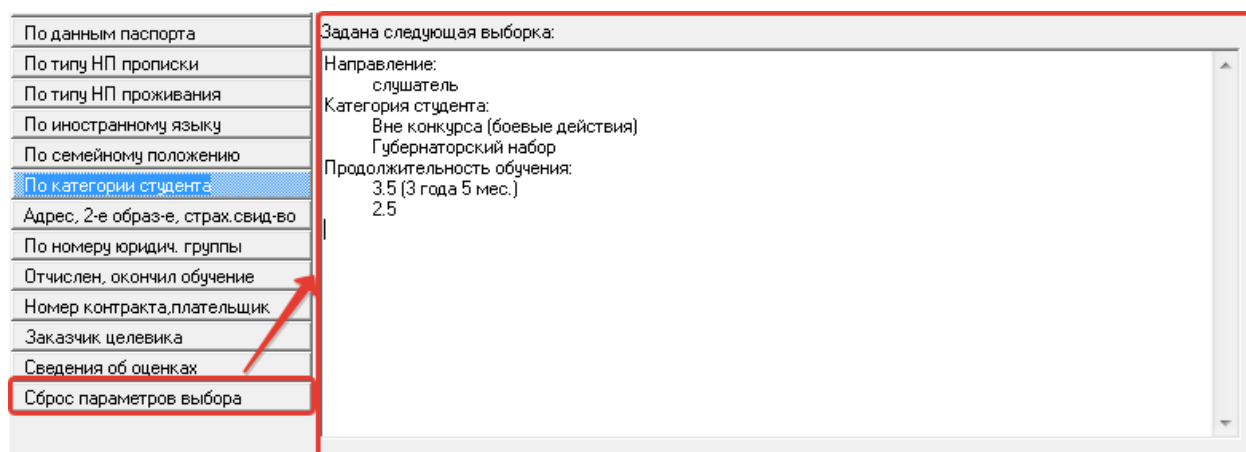 По данным паспорта
По типу НП прописки
По типу НП проживания
По иностранному языку
По семейному положению
По категории студента
Адрес, 2-е образ-е, страх.свид-во
По номеру юридич. группы
Отчислен, окончил обучение
Номер контракта,плательщик
Заказчик целевика
Сведения об оценках
Сброс параметров выбора
Задана следующая выборка:
Направление:
слушатель
Категория студента:
Вне конкурса (боевые действия)
Губернаторский набор
Продолжительность обучения:
3.5 (3 года 5 мес.)
2.5